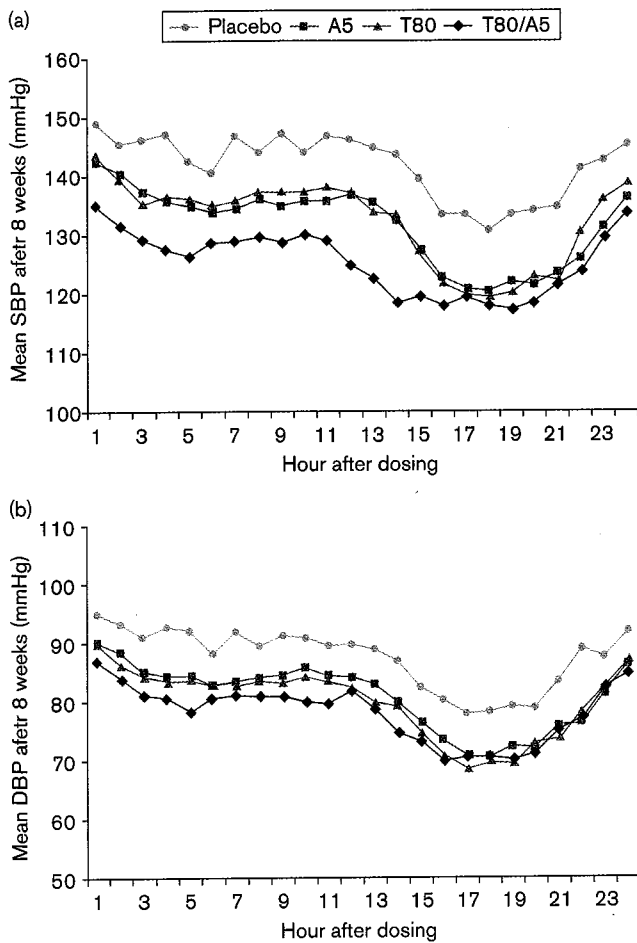 (a)
Placebo A5 T80 T80/A5
160
150
140
130
120
110
100
Mean SBP afetr 8 weeks (mmHg)
1 3 5 7 9 11 13 15 17 19 21 23
Hour after dosing
(b)
110
100
90
80
70
60
50
Mean DBP afetr 8 weeks (mmHg)
1 3 5 7 9 11 13 15 17 19 21 23
Hour after dosing